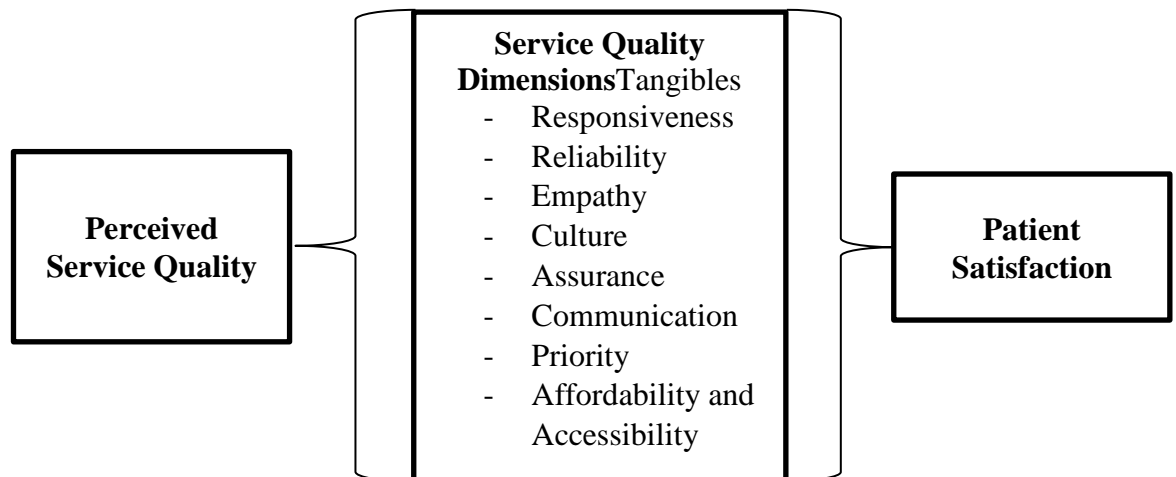 Perceived
Service Quality
Service Quality
DimensionsTangibles
- Responsiveness
- Reliability
- Empathy
- Culture
- Assurance
- Communication
- Priority
- Affordability and
Accessibility
Patient
Satisfaction